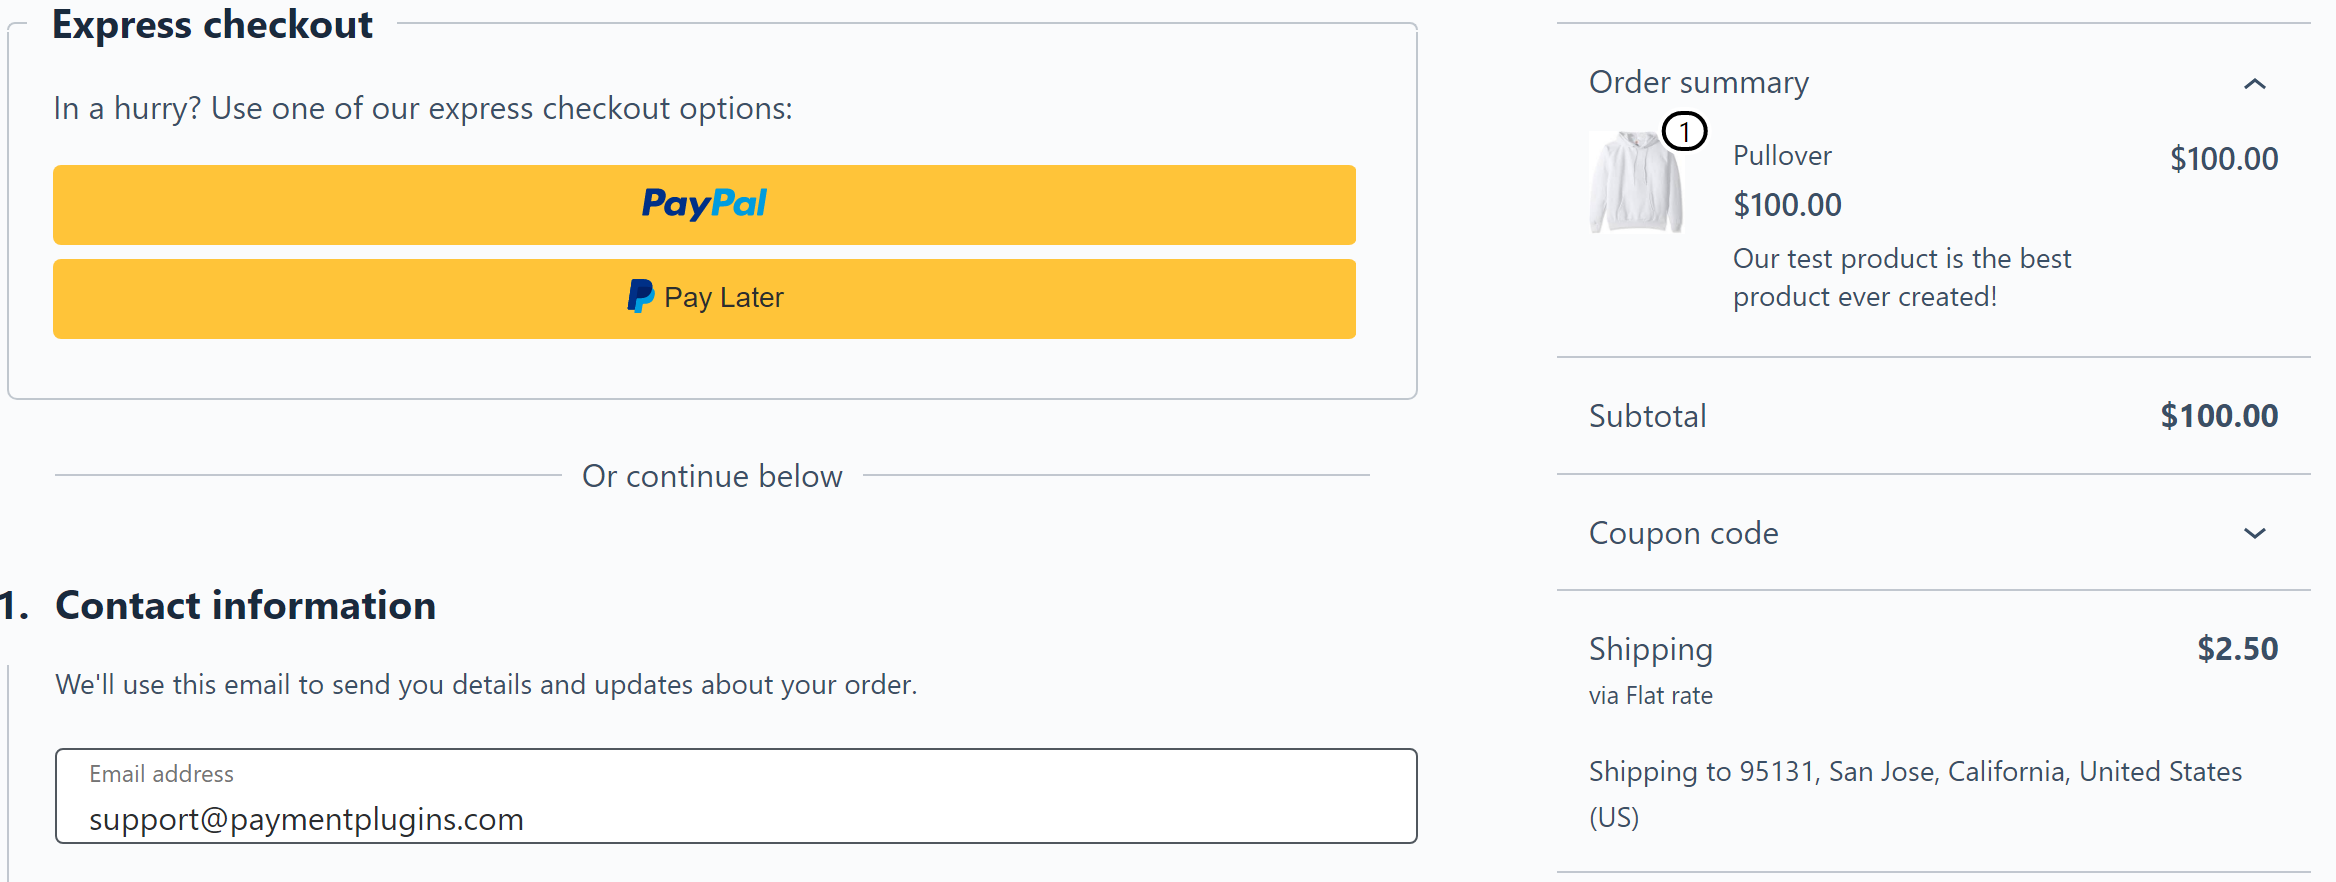 Express checkout
In a hurry? Use one of our express checkout options:
PayPal
Pay Later
Or continue below
1. Contact information
We'll use this email to send you details and updates about your order.
Email address
support@paymentplugins.com
Order summary
1
Pullover
$100.00
$100.00
Our test product is the best
product ever created!
Subtotal $100.00
Coupon code
Shipping $2.50
via Flat rate
Shipping to 95131, San Jose, California, United States
(US)